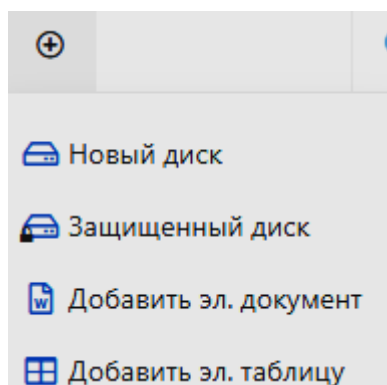 Новый диск
Защищенный диск
Добавить эл. документ
Добавить эл. таблицу